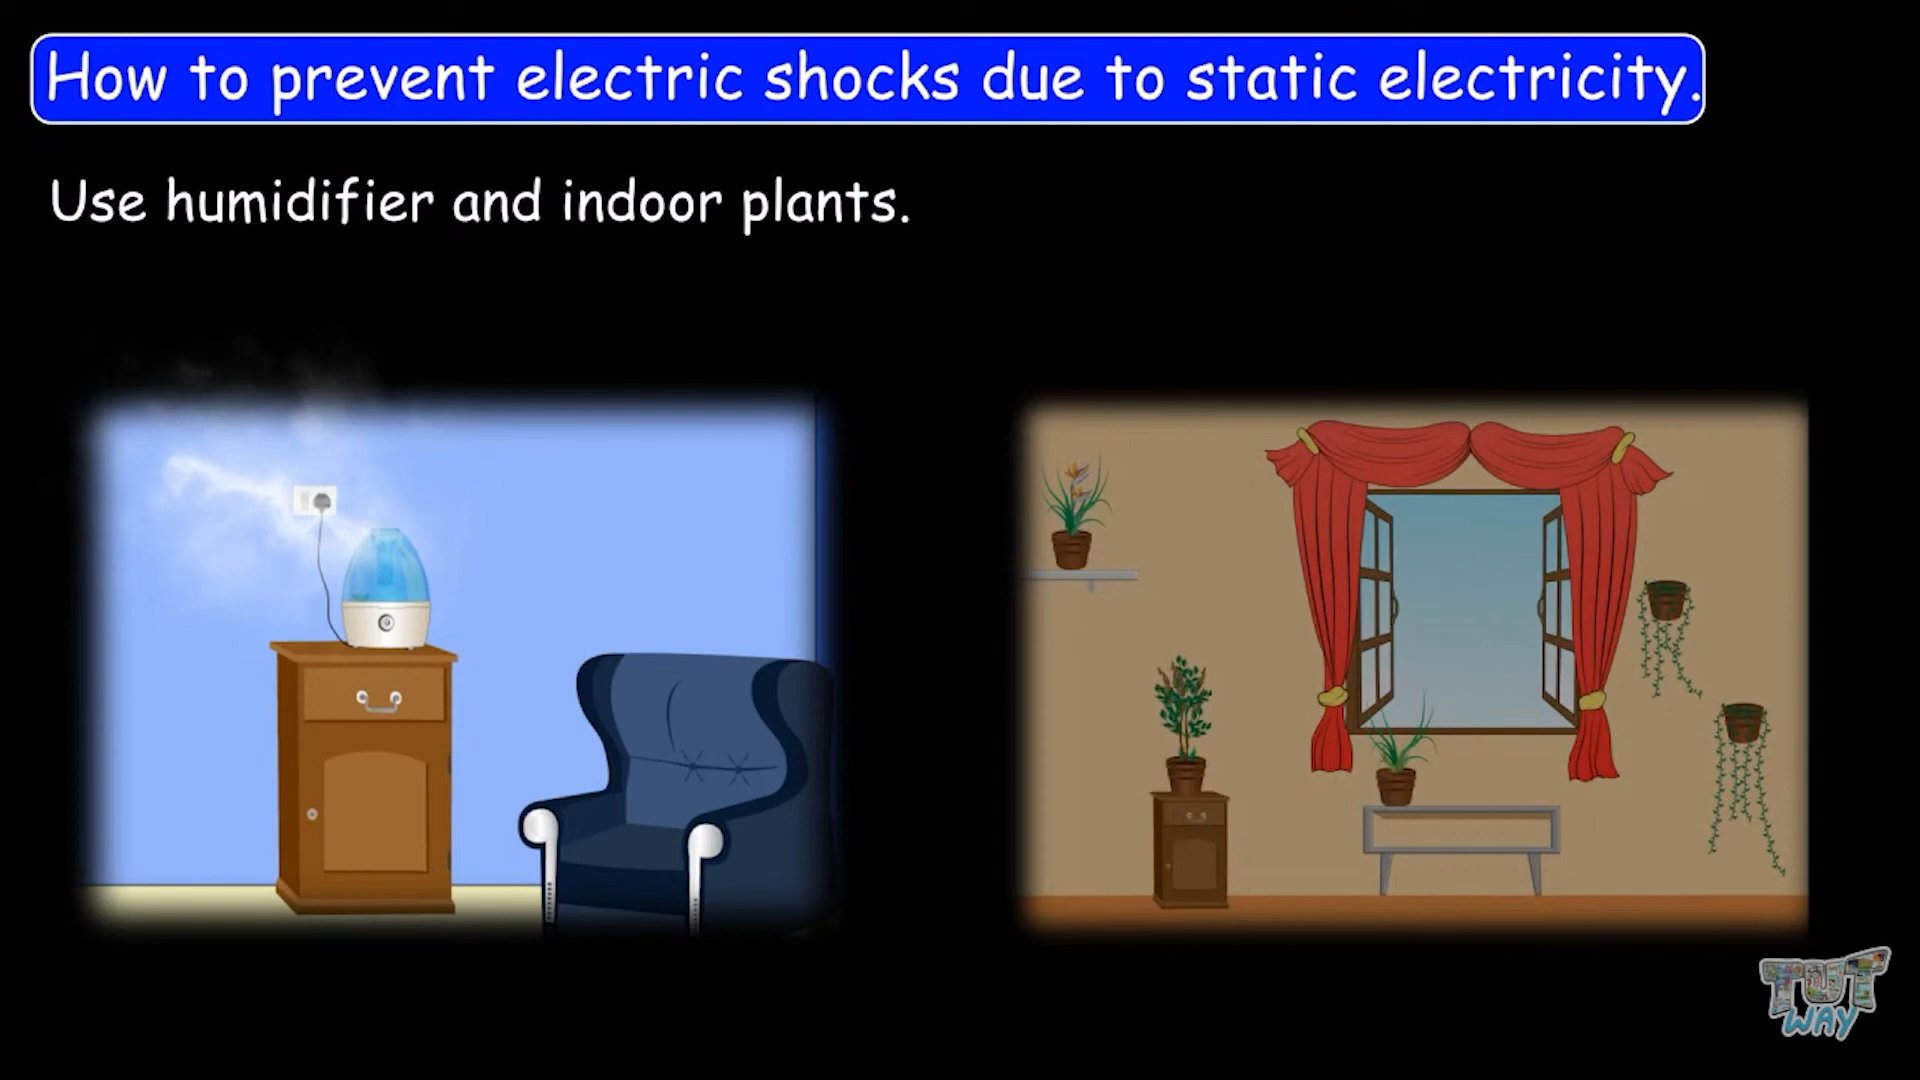 How to prevent electric shocks due to static electricity.
Use humidifier and indoor plants.
TUT
WAY